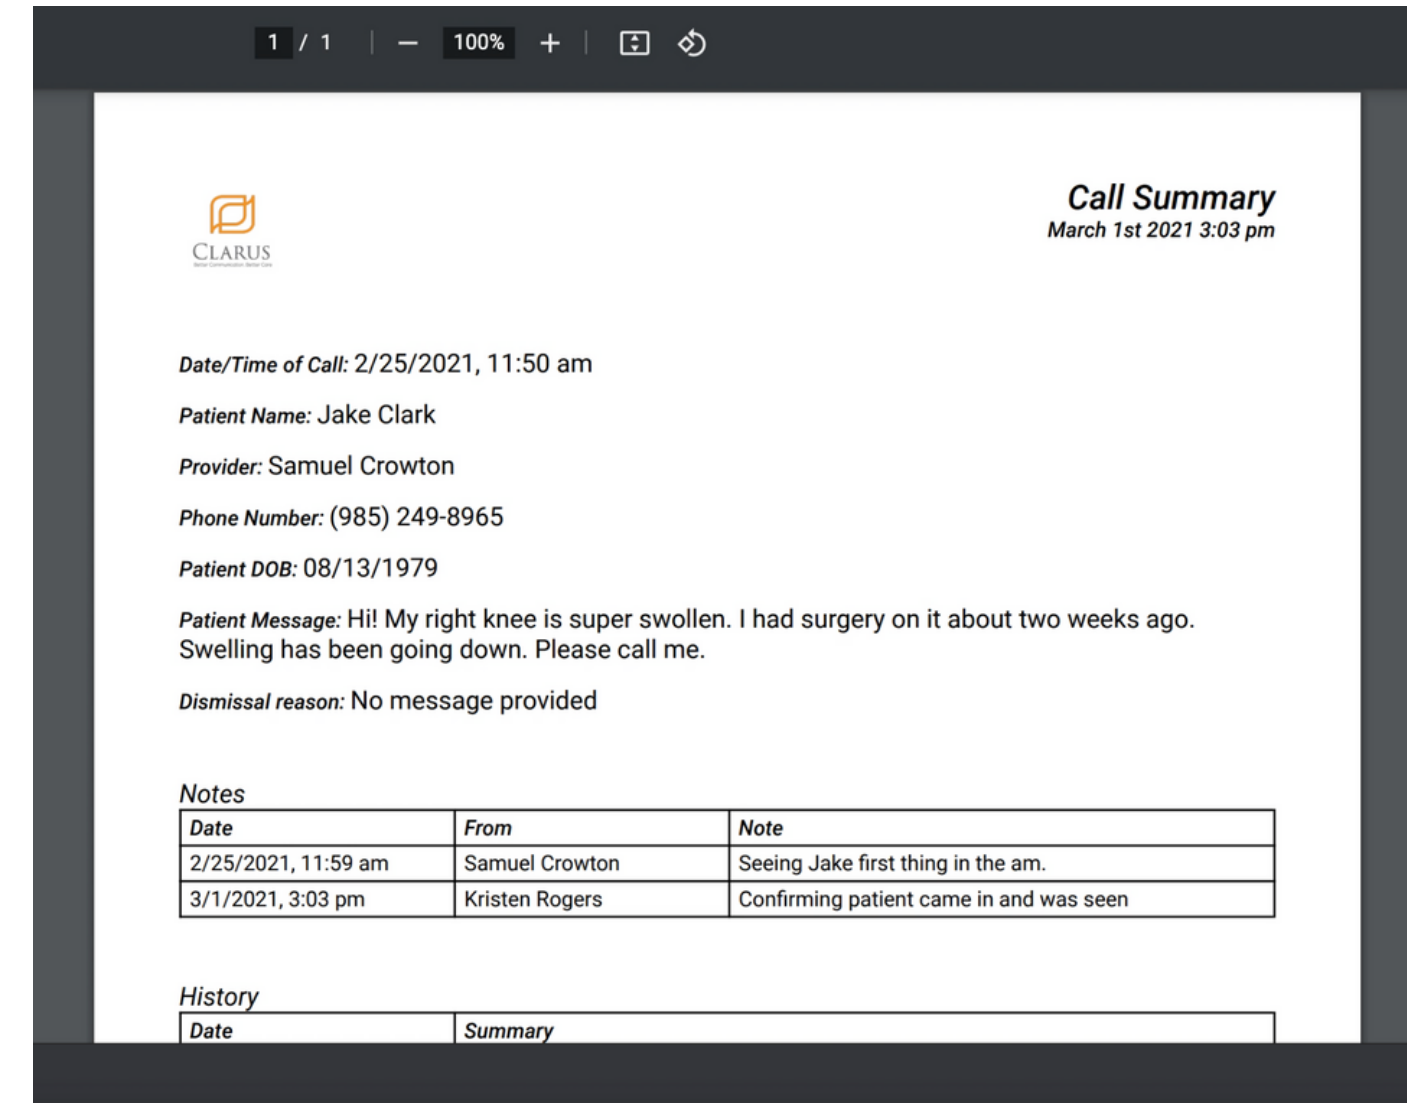 1 / 1 | — 100% + |
Call Summary
March 1st 2021 3:03 pm
CLARUS
Better Communication. Better Care.
Date/Time of Call: 2/25/2021, 11:50 am
Patient Name: Jake Clark
Provider: Samuel Crowton
Phone Number: (985) 249-8965
Patient DOB: 08/13/1979
Patient Message: Hi! My right knee is super swollen. I had surgery on it about two weeks ago.
Swelling has been going down. Please call me.
Dismissal reason: No message provided
Notes
Date From Note
2/25/2021, 11:59 am Samuel Crowton Seeing Jake first thing in the am.
3/1/2021, 3:03 pm Kristen Rogers Confirming patient came in and was seen
History
Date Summary